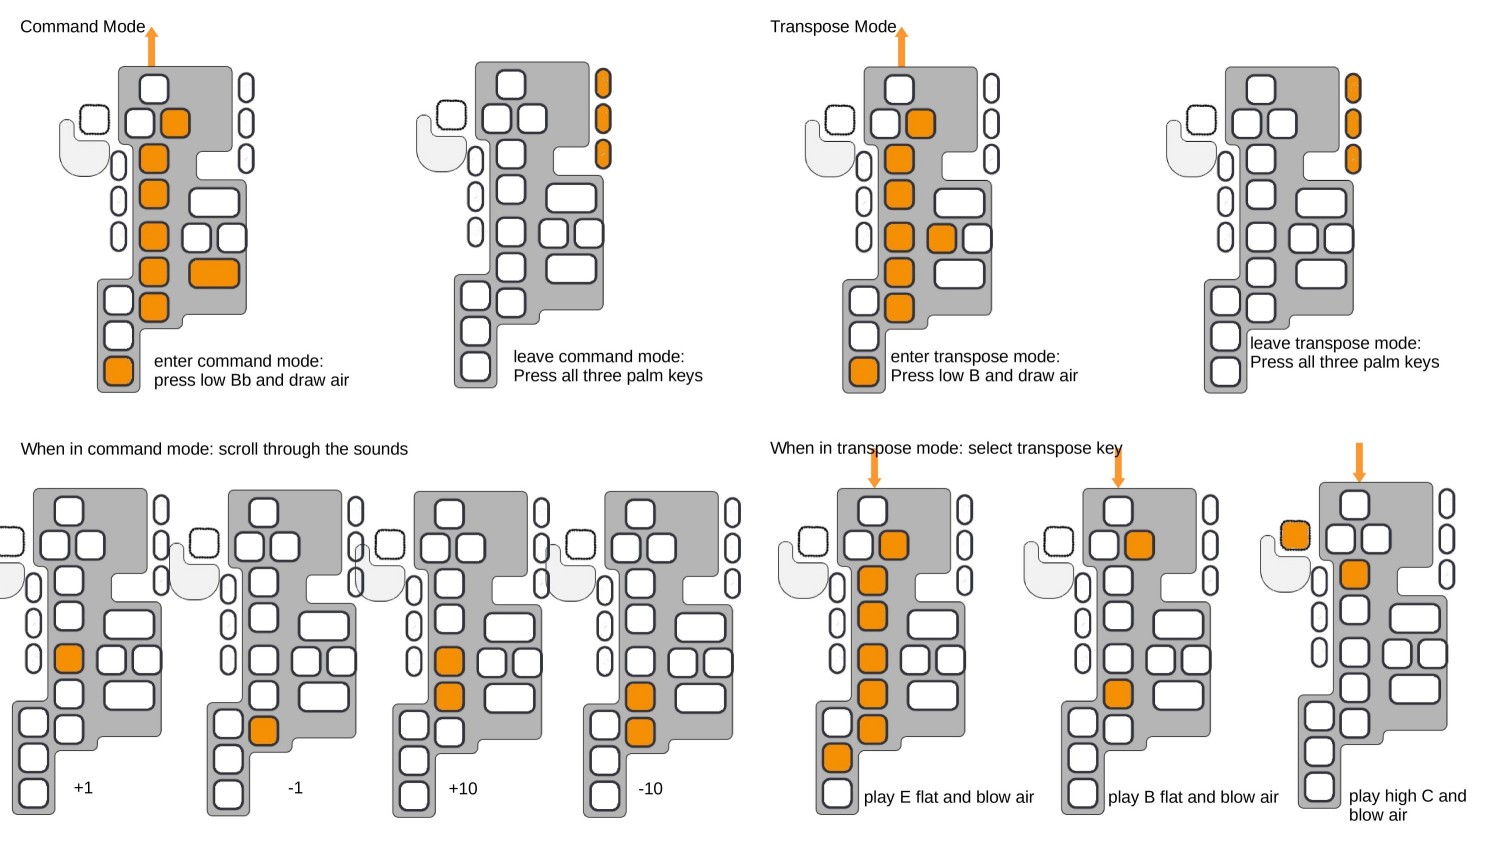 Command Mode
Transpose Mode
enter command mode:
press low Bb and draw air
leave command mode:
Press all three palm keys
enter transpose mode:
Press low B and draw air
leave transpose mode:
Press all three palm keys
When in command mode: scroll through the sounds
When in transpose mode: select transpose key
+1
-1
+10
-10
play E flat and blow air
play B flat and blow air
play high C and
blow air